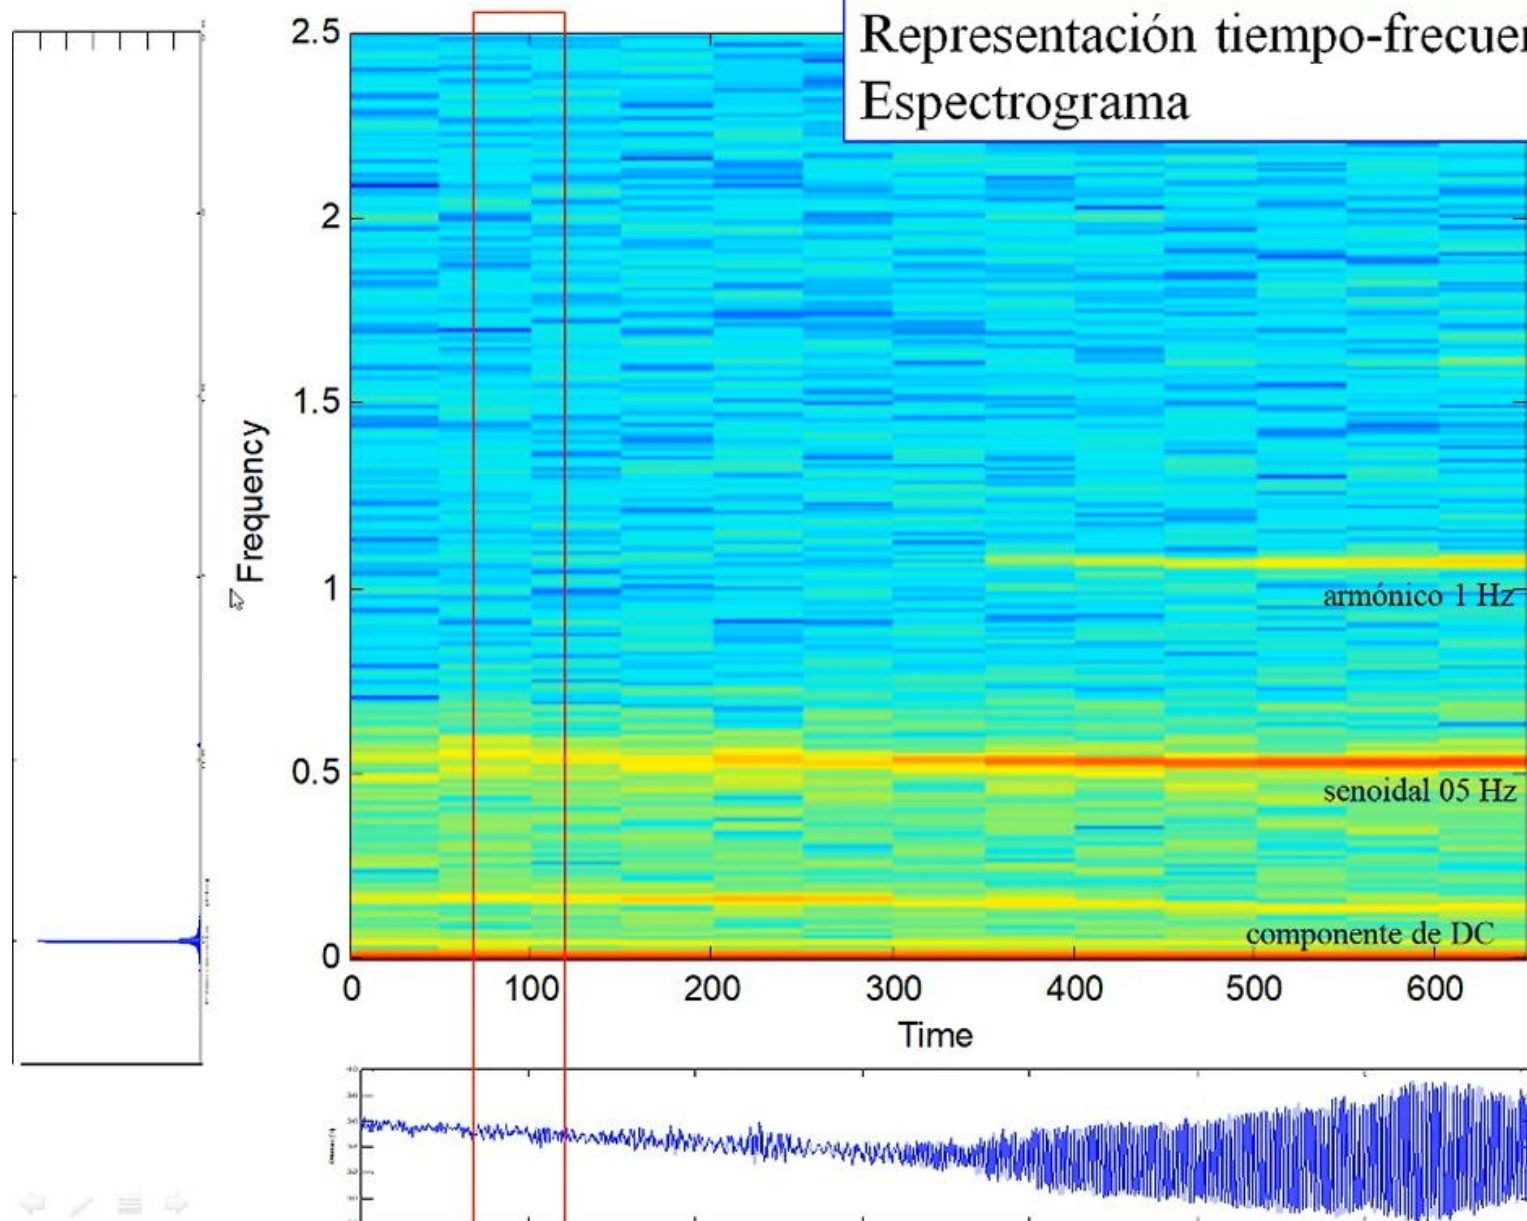 Representación tiempo-frecuen
Espectrograma
2.5
2
1.5
1
0.5
0
Frequency
armónico 1 Hz
senoidal 05 Hz
componente de DC
0 100 200 300 400 500 600
Time